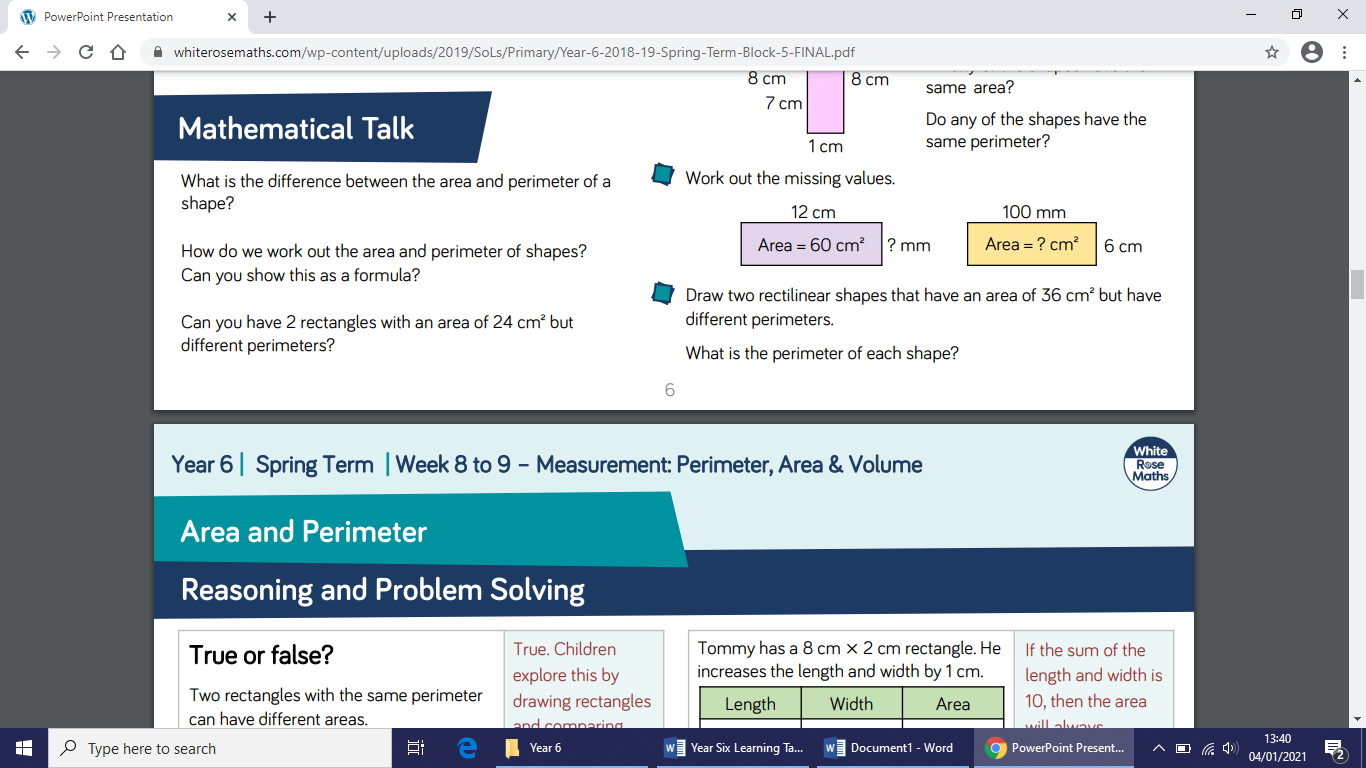 PowerPoint Presentation
whiterosemaths.com/wp-content/uploads/2019/SoLs/Primary/Year-6-2018-19-Spring-Term-Block-5-FINAL.pdf
Mathematical Talk
What is the difference between the area and perimeter of a
shape?
How do we work out the area and perimeter of shapes?
Can you show this as a formula?
Can you have 2 rectangles with an area of 24 cm² but
different perimeters?
8 cm
8 cm
7 cm
1 cm
same area?
Do any of the shapes have the
same perimeter?
Work out the missing values.
12 cm
100 mm
Area = 60 cm²
? mm
Area = ? cm²
6 cm
Draw two rectilinear shapes that have an area of 36 cm² but have
different perimeters.
What is the perimeter of each shape?
6
Year 6 | Spring Term | Week 8 to 9 – Measurement: Perimeter, Area & Volume
White
Rose
Maths
Area and Perimeter
Reasoning and Problem Solving
True or false?
Two rectangles with the same perimeter
can have different areas.
True. Children
explore this by
drawing rectangles
and comparing
Tommy has a 8 cm × 2 cm rectangle. He
increases the length and width by 1 cm.
Length Width Area
If the sum of the
length and width is
10, then the area
will always
Type here to search
Year 6
Year Six Learning Ta...
Document1 - Word
PowerPoint Present...
13:40
04/01/2021
2